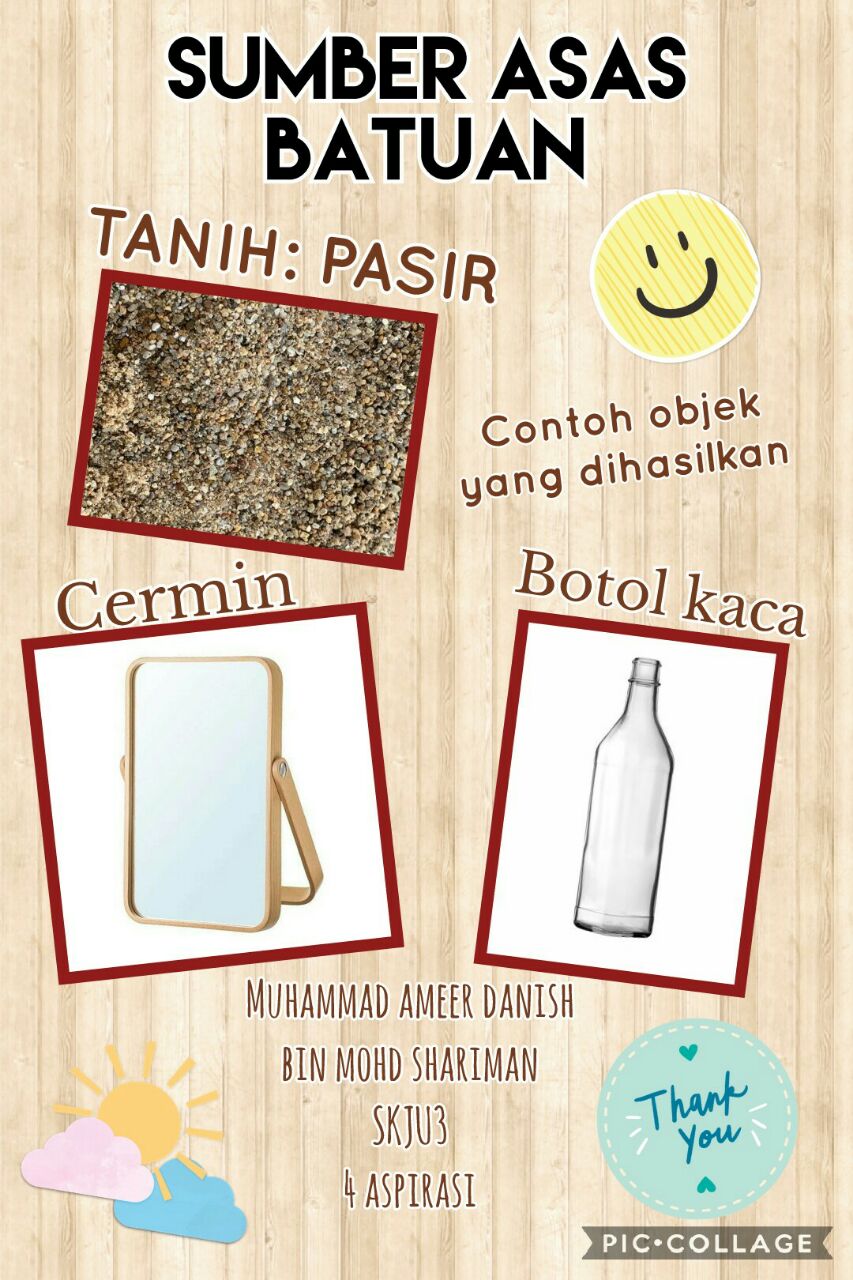 SUMBER ASAS
BATUAN
TANIH: PASIR
Contoh objek
yang dihasilkan
Cermin
Botol kaca
MUHAMMAD AMEER DANISH
BIN MOHD SHARIMAN
SKJU3
4 ASPIRASI
Thank
you
PIC•COLLAGE